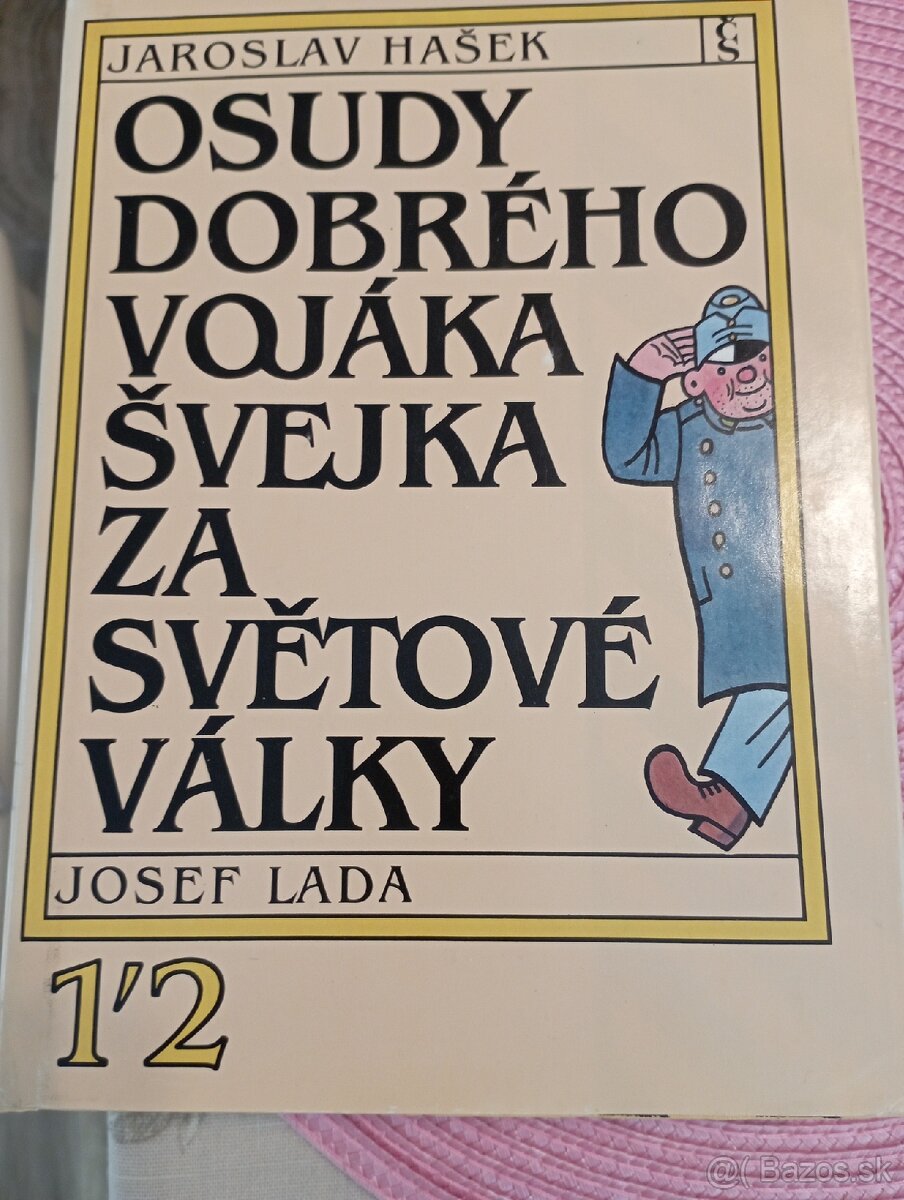 JAROSLAV HAŠEK
ČS
OSUDY
DOBRÉHO
VOJÁKA
ŠVEJKA
ZA
SVĚTOVÉ
VÁLKY
JOSEF LADA
1'2
@( Bazos.sk